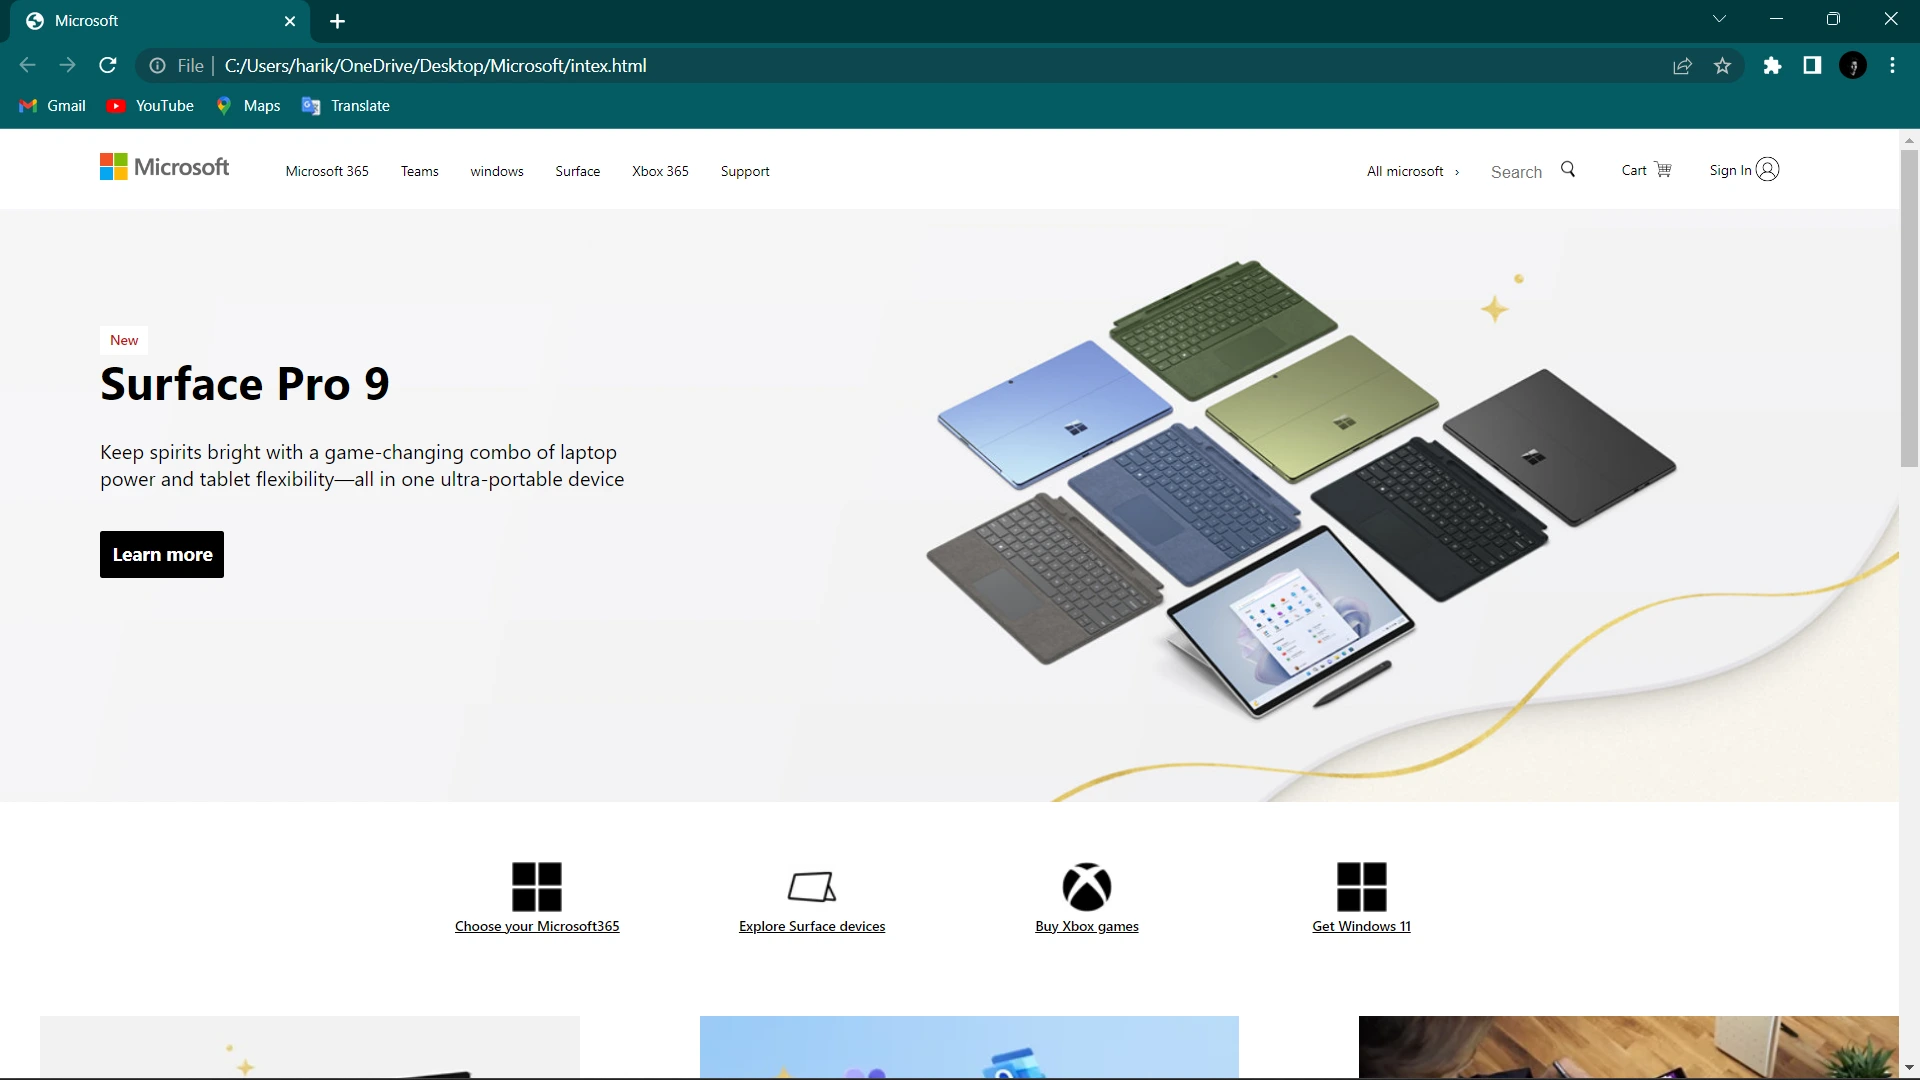 Microsoft
File | C:/Users/harik/OneDrive/Desktop/Microsoft/intex.html
Gmail YouTube Maps Translate
Microsoft Microsoft 365 Teams windows Surface Xbox 365 Support All microsoft › Search Cart Sign In
New
Surface Pro 9
Keep spirits bright with a game-changing combo of laptop
power and tablet flexibility—all in one ultra-portable device
Learn more
Choose your Microsoft365 Explore Surface devices Buy Xbox games Get Windows 11